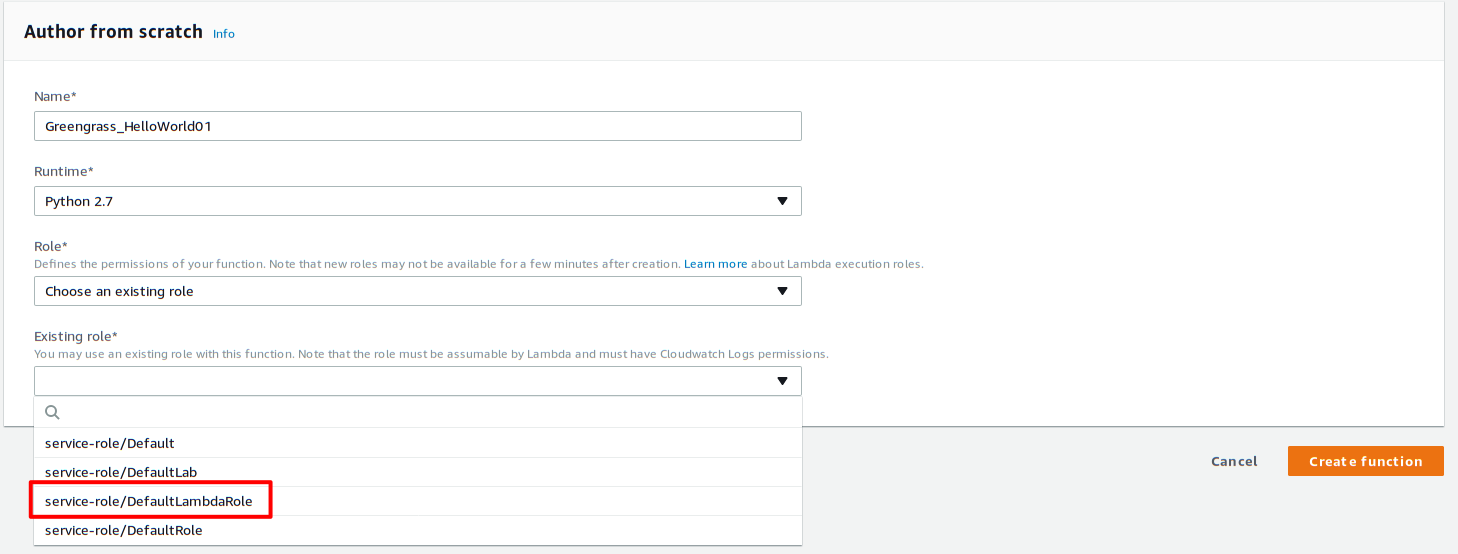 Author from scratch Info
Name*
Greengrass_HelloWorld01
Runtime*
Python 2.7
Role*
Defines the permissions of your function. Note that new roles may not be available for a few minutes after creation. Learn more about Lambda execution roles.
Choose an existing role
Existing role*
You may use an existing role with this function. Note that the role must be assumable by Lambda and must have Cloudwatch Logs permissions.
service-role/Default
service-role/DefaultLab
service-role/DefaultLambdaRole
service-role/DefaultRole
Cancel Create function